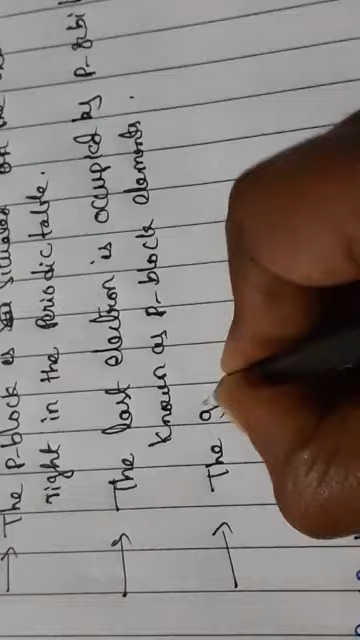 → The P-block is situated on the
right in the Periodic table.
→ The last electron is occupied by P-orbit
known as P-block elements.
→ The g